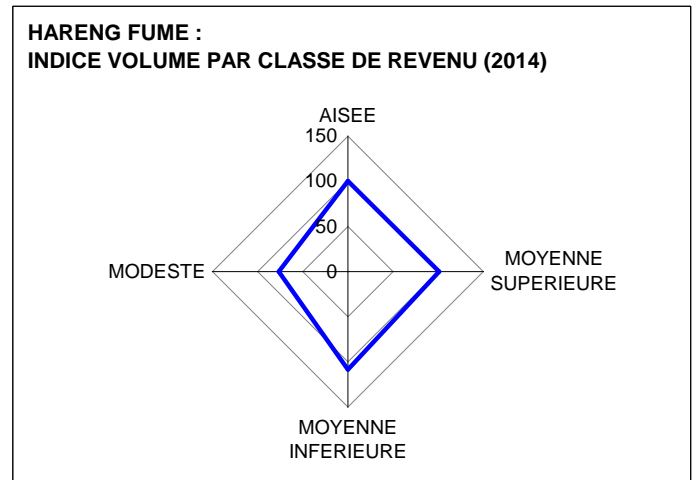 HARENG FUME :
INDICE VOLUME PAR CLASSE DE REVENU (2014)
AISEE
150
100
50
0
MODESTE
MOYENNE
SUPERIEURE
MOYENNE
INFERIEURE